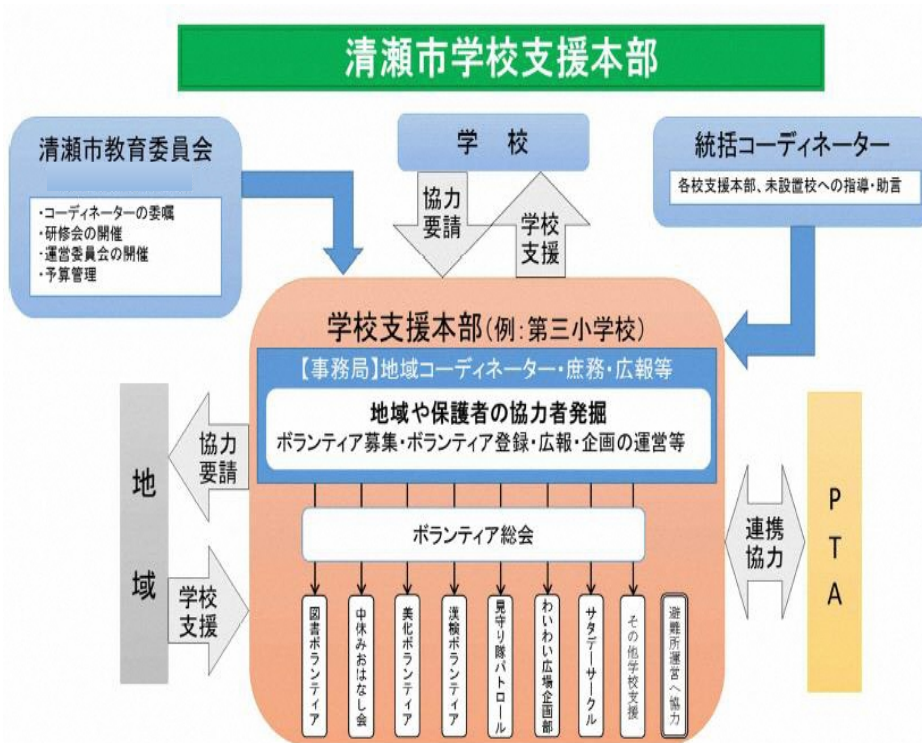 清瀬市学校支援本部
清瀬市教育委員会
・コーディネーターの委嘱
・研修会の開催
・運営委員会の開催
・予算管理
学 校
統括コーディネーター
各校支援本部、未設置校への指導・助言
協力
要請
学校
支援
学校支援本部(例:第三小学校)
【事務局】地域コーディネーター・庶務・広報等
地域や保護者の協力者発掘
ボランティア募集・ボランティア登録・広報・企画の運営等
地域
協力
要請
学校
支援
ボランティア総会
図書ボランティア
中休みおはなし会
美化ボランティア
漢検ボランティア
見守り隊パトロール
わいわい広場企画部
サタデーサークル
その他学校支援
避難所運営へ協力
連携
協力
PTA